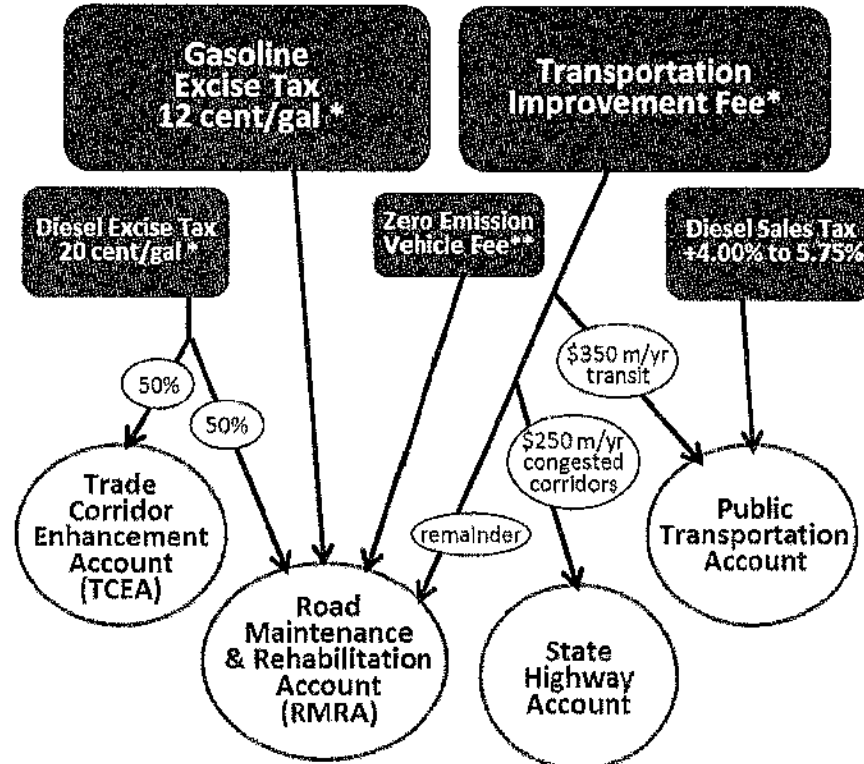 Gasoline
Excise Tax
12 cent/gal *
Transportation
Improvement Fee*
Diesel Excise Tax
20 cent/gal *
Zero Emission
Vehicle Fee**
Diesel Sales Tax
+4.00% to 5.75%
50%
50%
$350 m/yr
transit
$250 m/yr
congested
corridors
remainder
Trade
Corridor
Enhancement
Account
(TCEA)
Road
Maintenance
& Rehabilitation
Account
(RMRA)
State
Highway
Account
Public
Transportation
Account